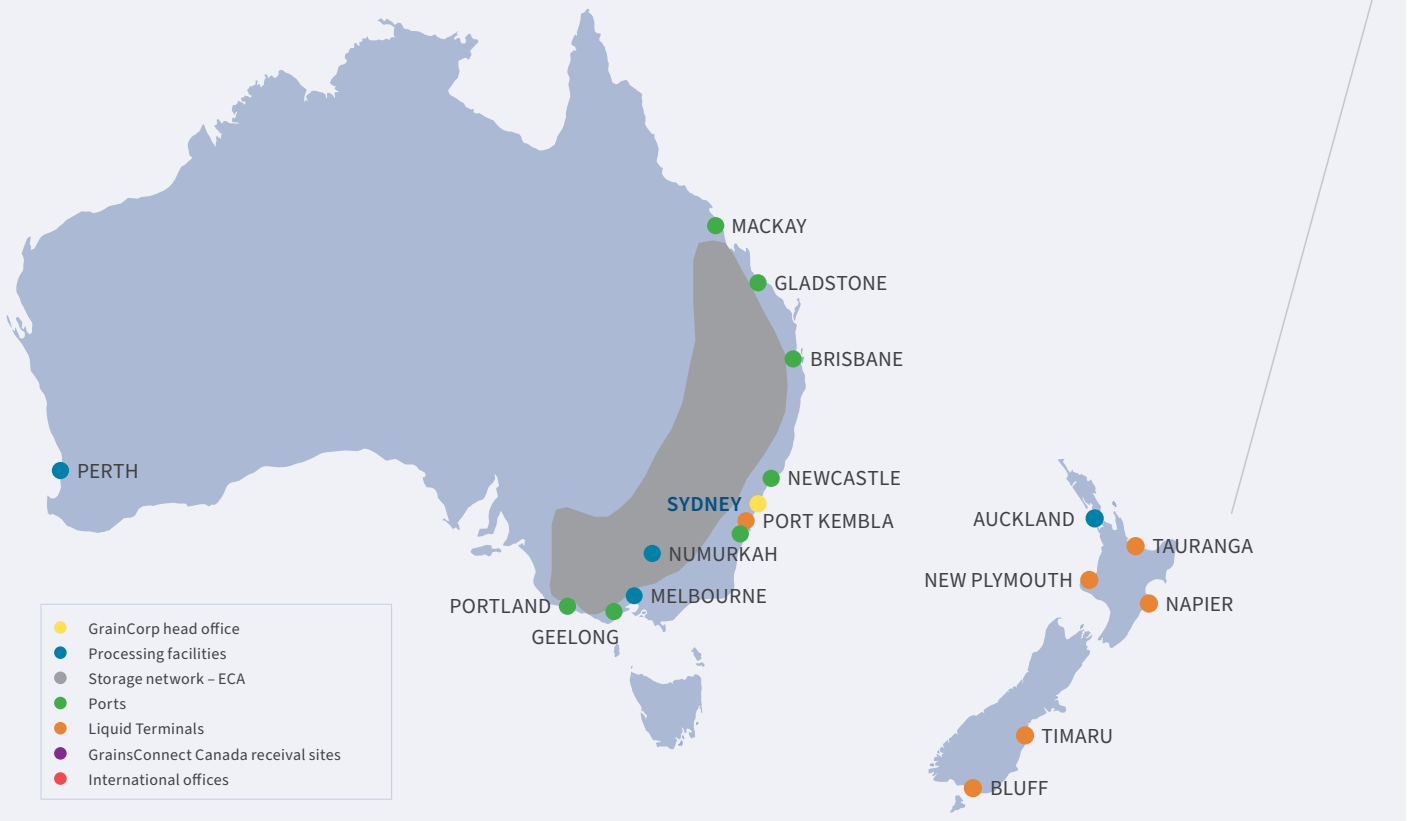 MACKAY
GLADSTONE
BRISBANE
PERTH
NEWCASTLE
SYDNEY
PORT KEMBLA
AUCKLAND
TAURANGA
NUMURKAH
NEW PLYMOUTH
MELBOURNE
NAPIER
PORTLAND
GEELONG
GrainCorp head office
Processing facilities
Storage network – ECA
Ports
Liquid Terminals
GrainsConnect Canada receival sites
International offices
TIMARU
BLUFF